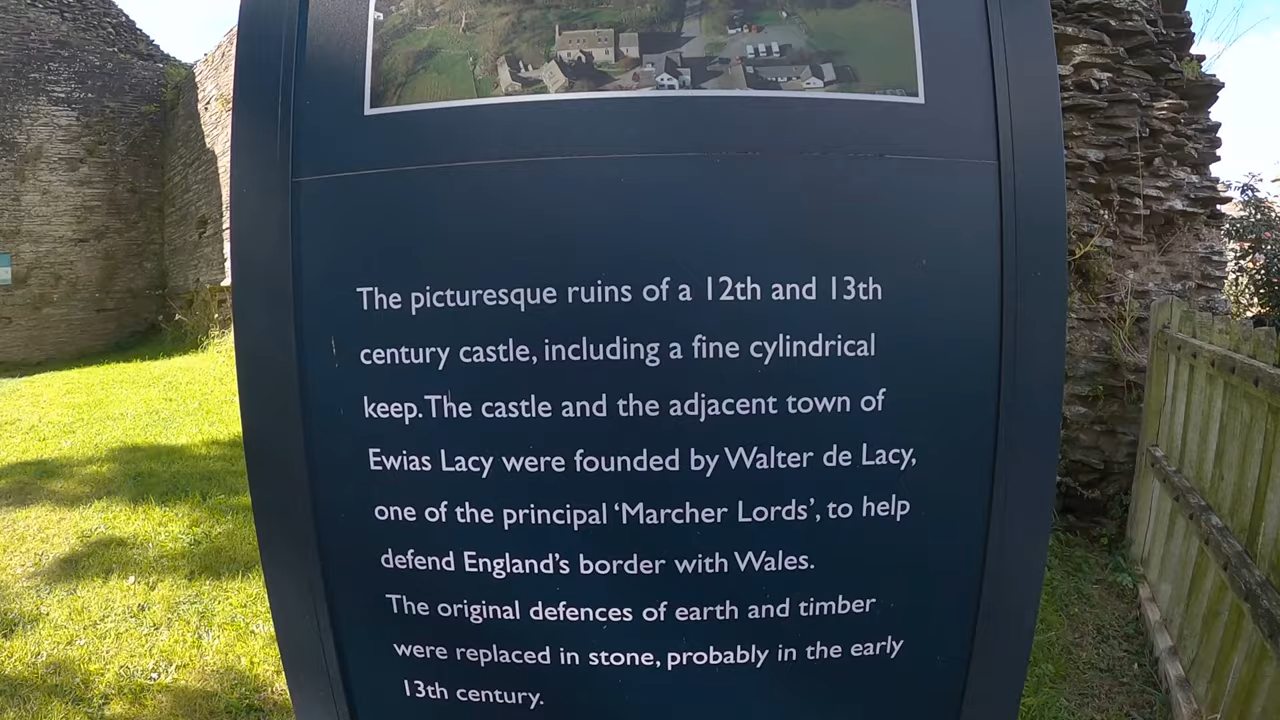 The picturesque ruins of a 12th and 13th
century castle, including a fine cylindrical
keep. The castle and the adjacent town of
Ewias Lacy were founded by Walter de Lacy,
one of the principal ‘Marcher Lords’, to help
defend England’s border with Wales.
The original defences of earth and timber
were replaced in stone, probably in the early
13th century.